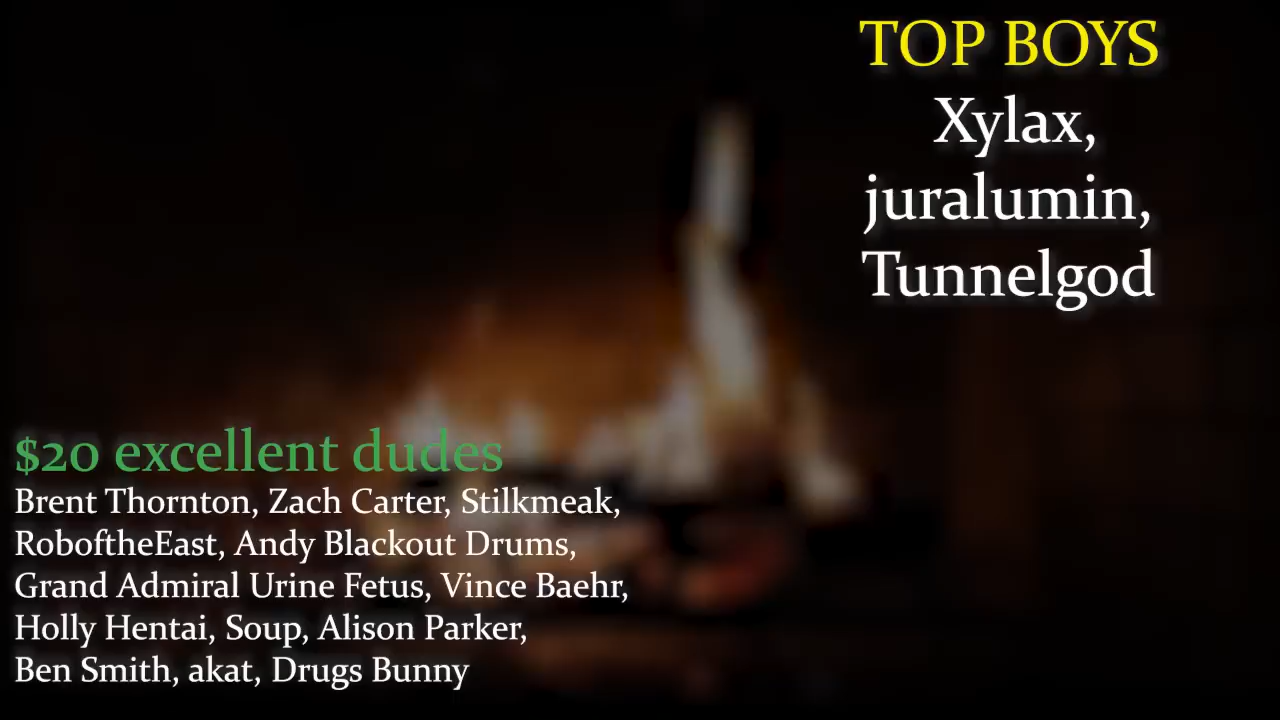 TOP BOYS
Xylax,
juralumin,
Tunnelgod
$20 excellent dudes
Brent Thornton, Zach Carter, Stilkmeak,
RoboftheEast, Andy Blackout Drums,
Grand Admiral Urine Fetus, Vince Baehr,
Holly Hentai, Soup, Alison Parker,
Ben Smith, akat, Drugs Bunny